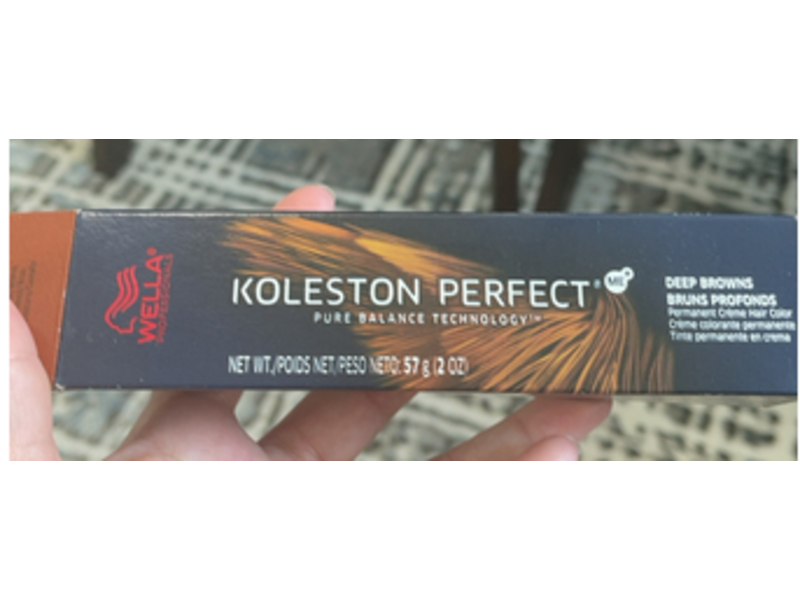 WELLA®
PROFESSIONALS
KOLESTON PERFECT® ME+
PURE BALANCE TECHNOLOGY™
NET WT./POIDS NET/PESO NETO: 57 g (2 OZ)
DEEP BROWNS
BRUNS PROFONDS
Permanent Crème Hair Color
Crème colorante permanente
Tinte permanente en crema